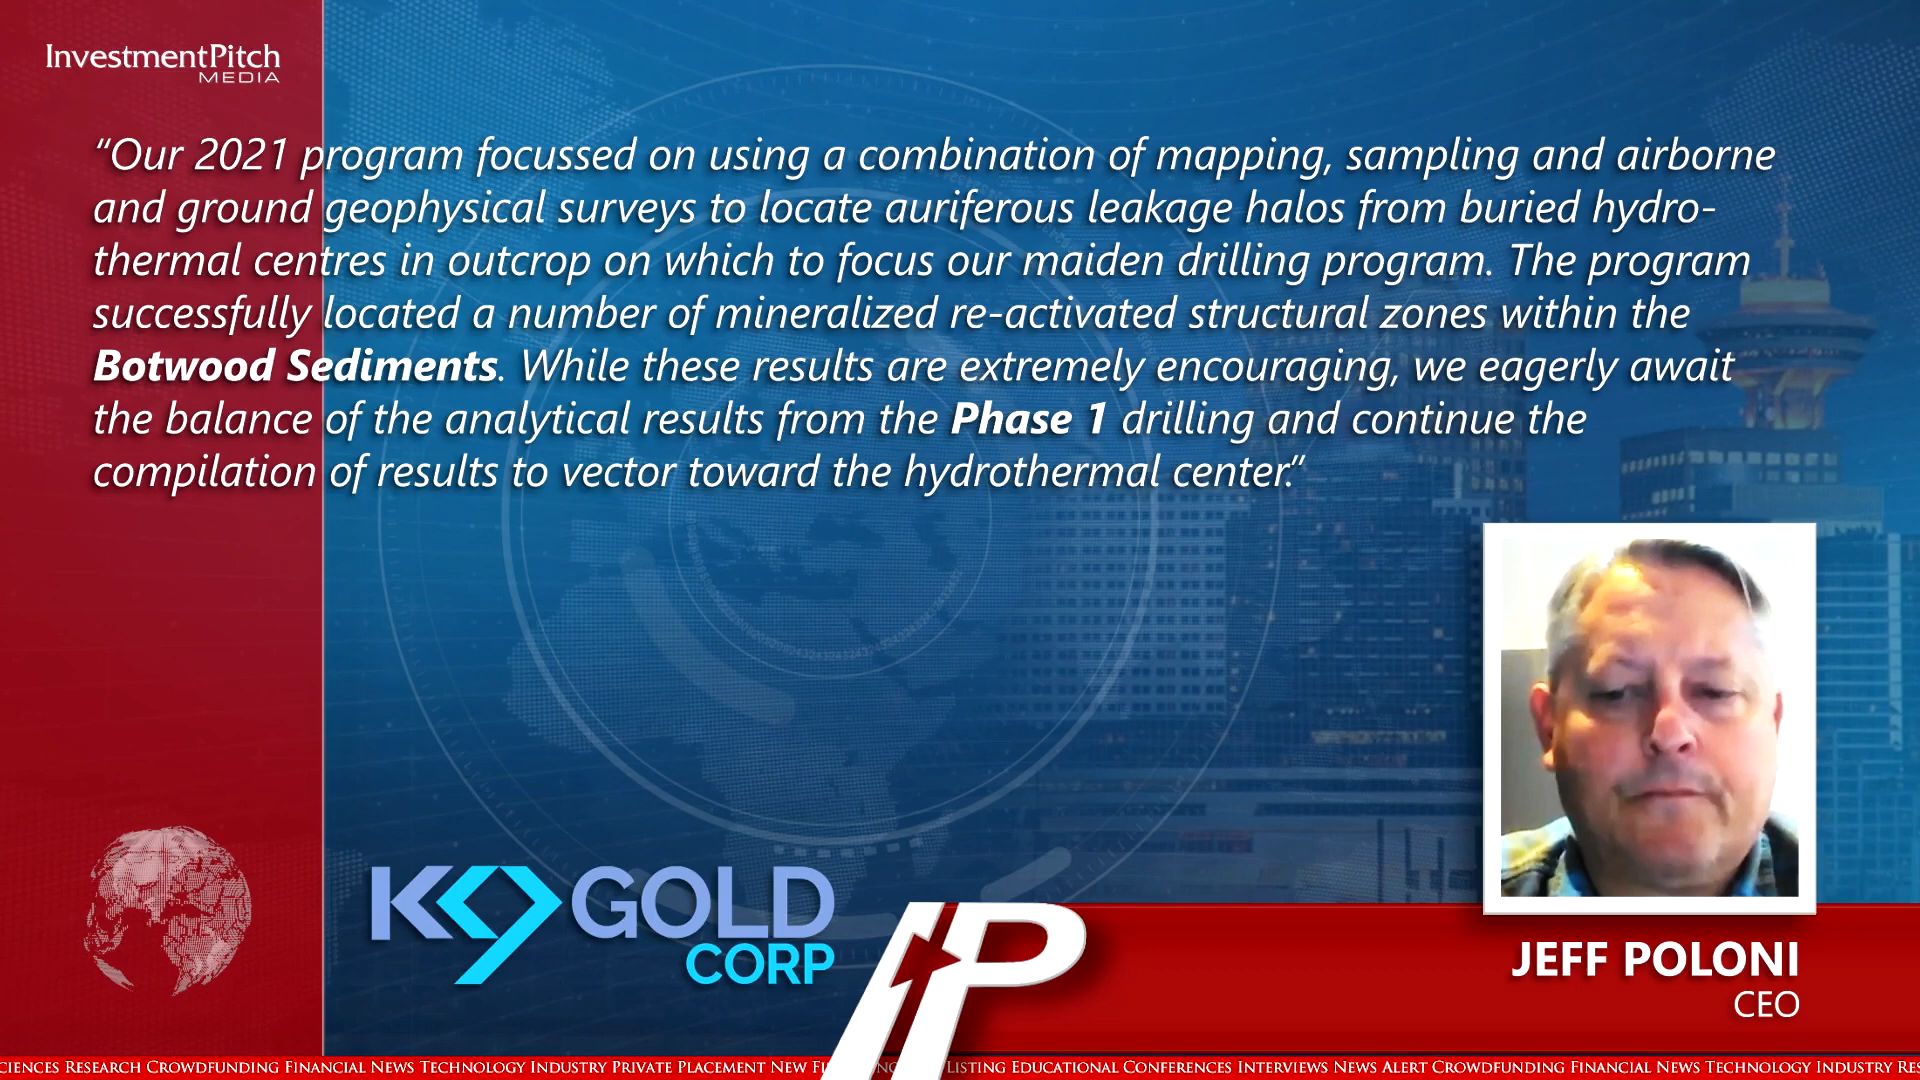 InvestmentPitch
MEDIA
“Our 2021 program focussed on using a combination of mapping, sampling and airborne
and ground geophysical surveys to locate auriferous leakage halos from buried hydro-
thermal centres in outcrop on which to focus our maiden drilling program. The program
successfully located a number of mineralized re-activated structural zones within the
Botwood Sediments. While these results are extremely encouraging, we eagerly await
the balance of the analytical results from the Phase 1 drilling and continue the
compilation of results to vector toward the hydrothermal center.”
K9 GOLD
CORP
IP
JEFF POLONI
CEO
CIENCES RESEARCH CROWDFUNDING FINANCIAL NEWS TECHNOLOGY INDUSTRY PRIVATE PLACEMENT NEW LISTING EDUCATIONAL CONFERENCES INTERVIEWS NEWS ALERT CROWDFUNDING FINANCIAL NEWS TECHNOLOGY INDUSTRY RES